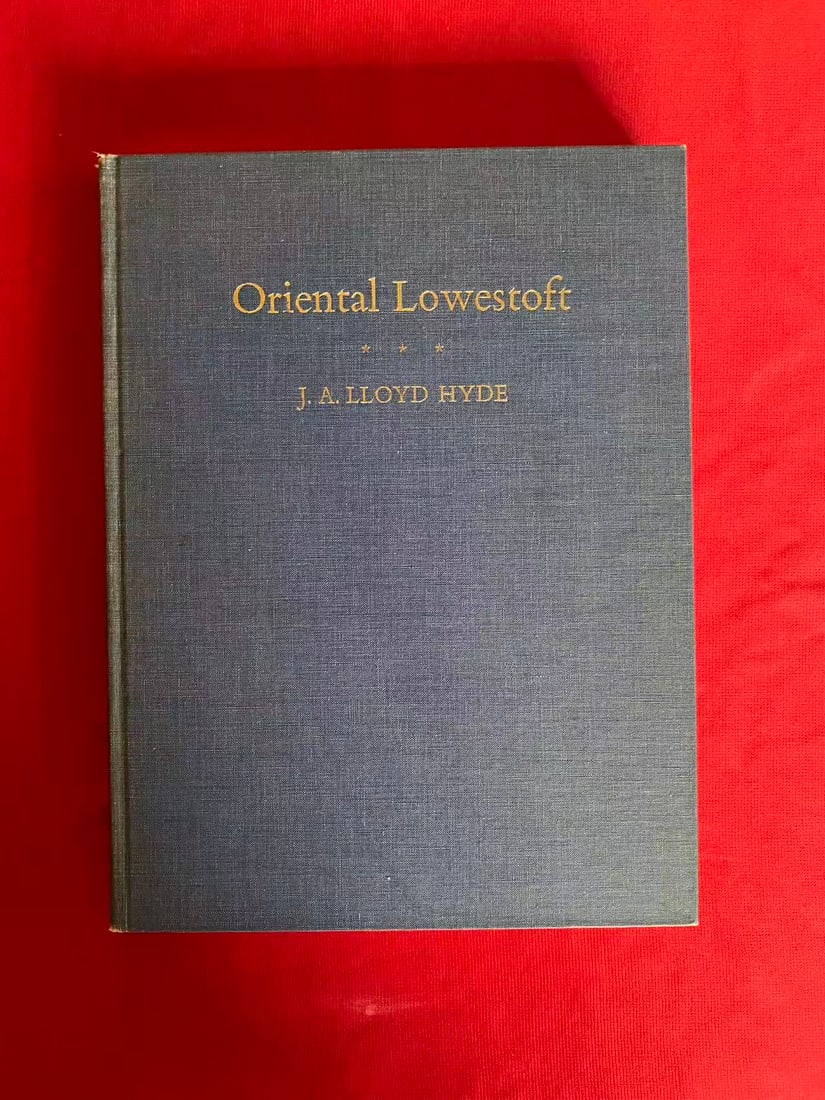 Oriental Lowestoft
* * *
J. A. LLOYD HYDE